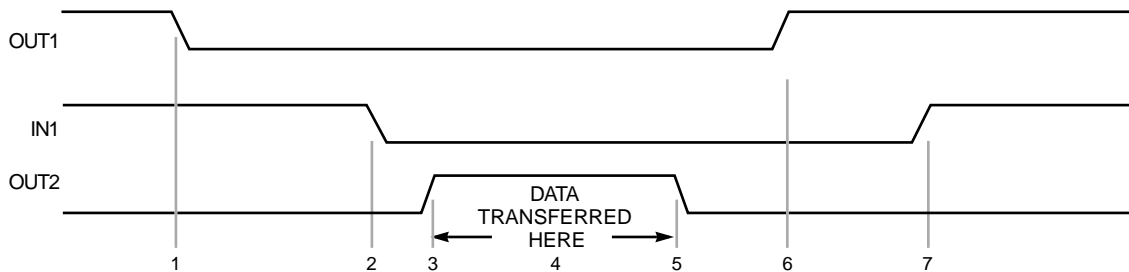 OUT1
IN1
OUT2
DATA
TRANSFERRED
HERE
1 2 3 4 5 6 7